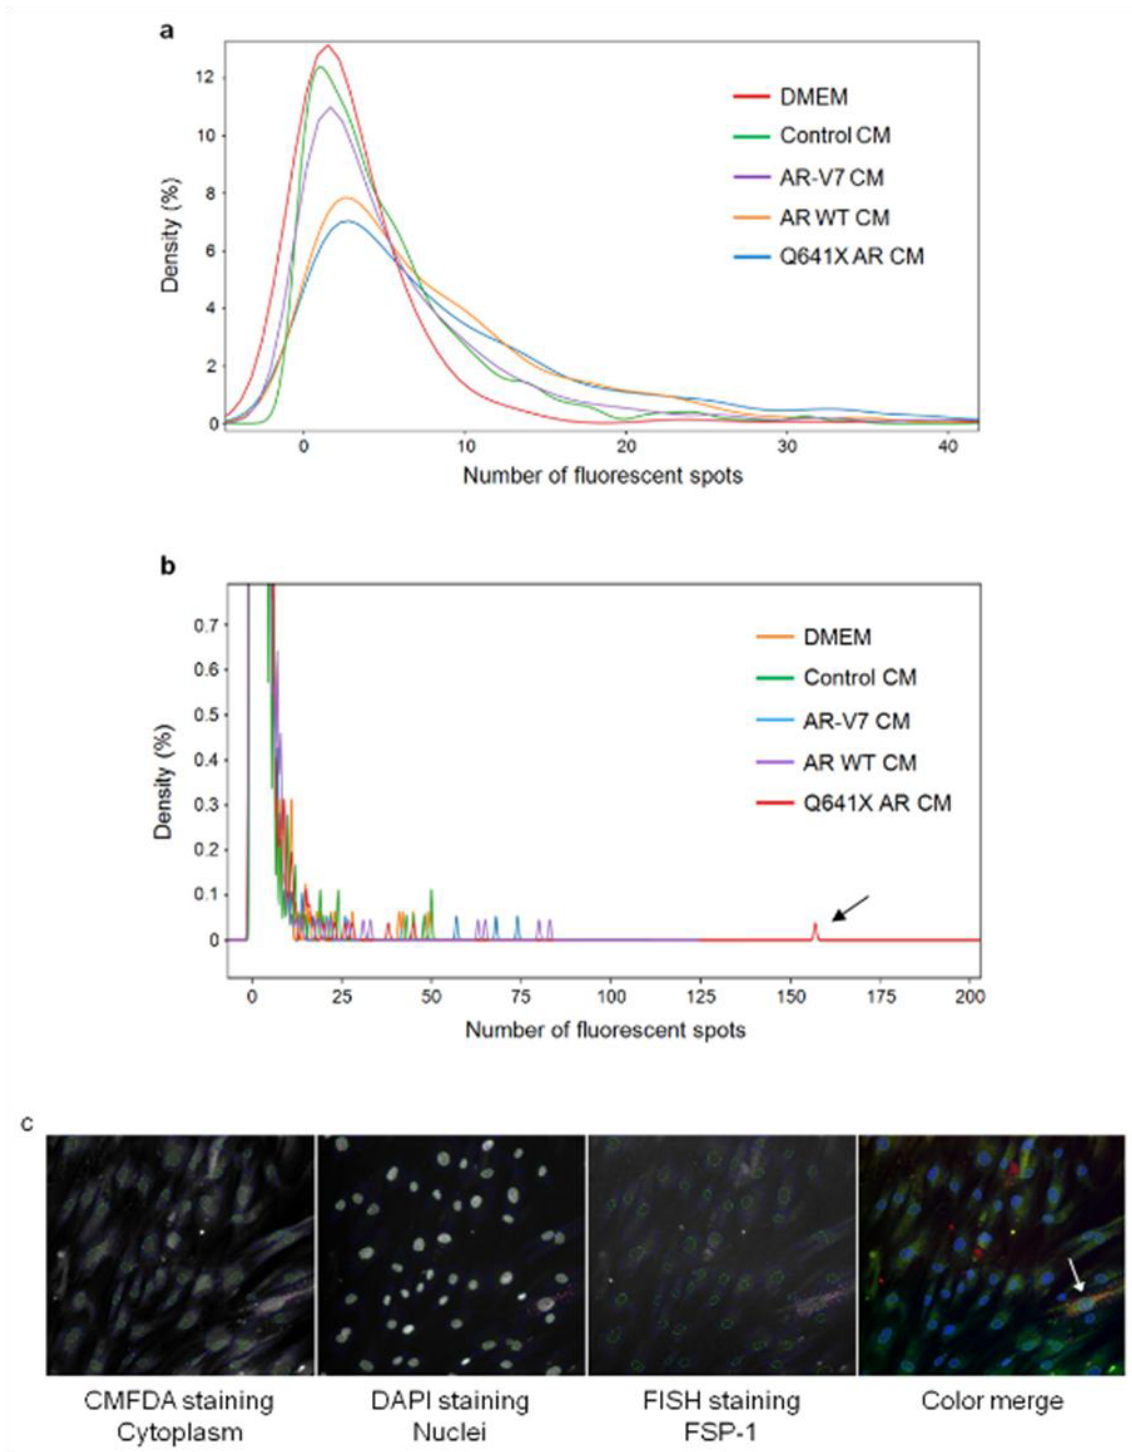 a
12
10
8
6
4
2
0
Density (%)
DMEM
Control CM
AR-V7 CM
AR WT CM
Q641X AR CM
0 10 20 30 40
Number of fluorescent spots
b
0.7
0.6
0.5
0.4
0.3
0.2
0.1
0
Density (%)
DMEM
Control CM
AR-V7 CM
AR WT CM
Q641X AR CM
0 25 50 75 100 125 150 175 200
Number of fluorescent spots
c
CMFDA staining
Cytoplasm
DAPI staining
Nuclei
FISH staining
FSP-1
Color merge